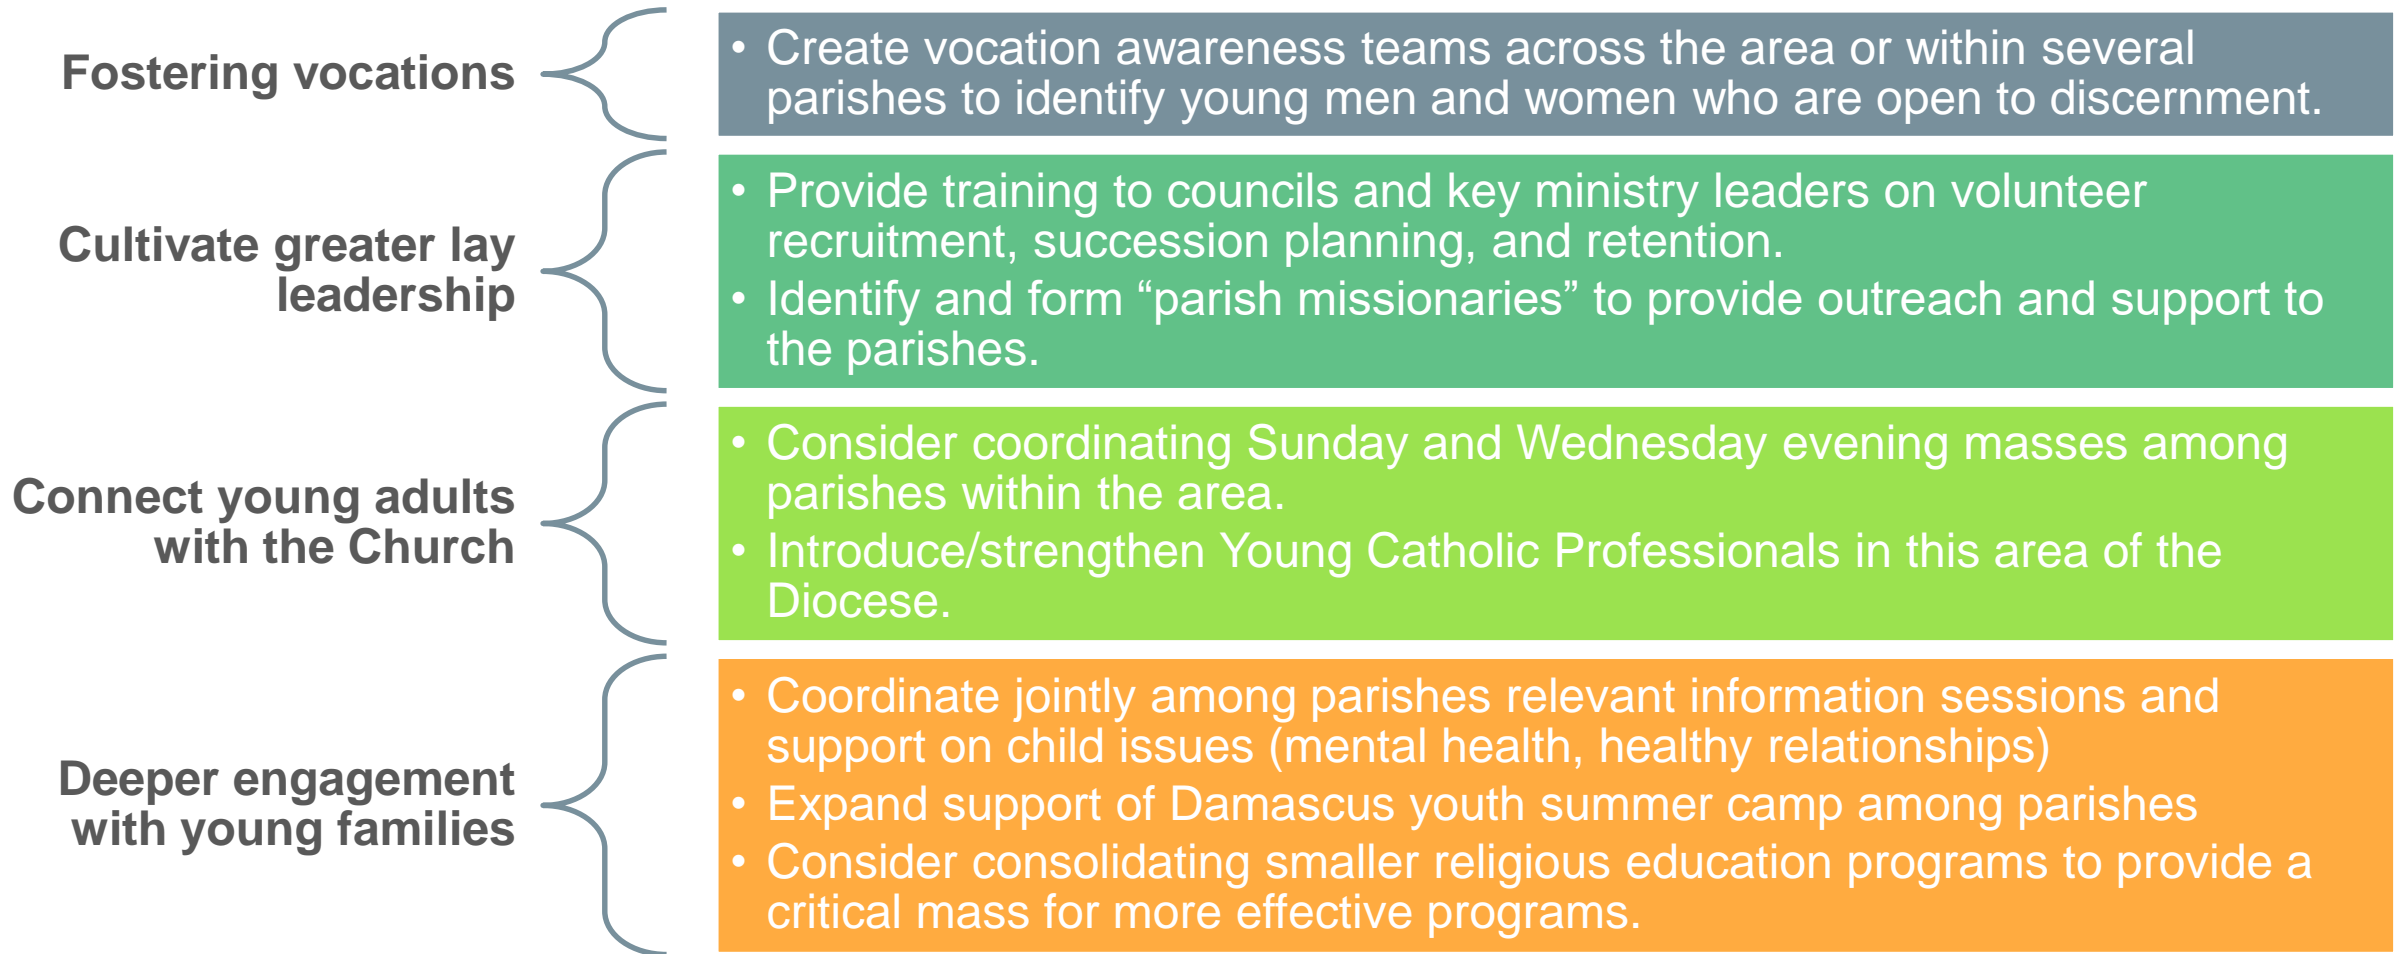 Fostering vocations
• Create vocation awareness teams across the area or within several
parishes to identify young men and women who are open to discernment.
Cultivate greater lay
leadership
• Provide training to councils and key ministry leaders on volunteer
recruitment, succession planning, and retention.
• Identify and form “parish missionaries” to provide outreach and support to
the parishes.
Connect young adults
with the Church
• Consider coordinating Sunday and Wednesday evening masses among
parishes within the area.
• Introduce/strengthen Young Catholic Professionals in this area of the
Diocese.
Deeper engagement
with young families
• Coordinate jointly among parishes relevant information sessions and
support on child issues (mental health, healthy relationships)
• Expand support of Damascus youth summer camp among parishes
• Consider consolidating smaller religious education programs to provide a
critical mass for more effective programs.